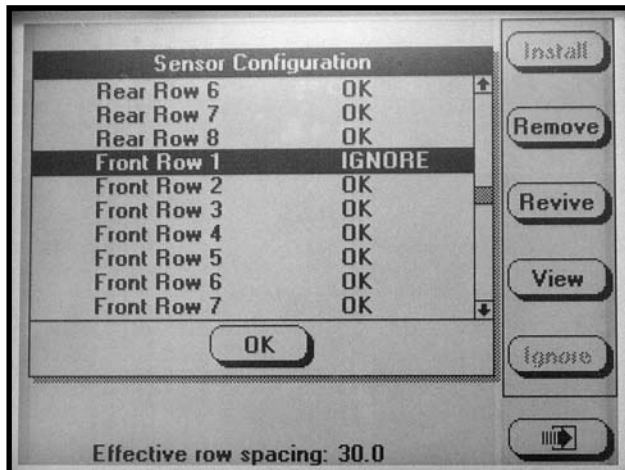 Sensor Configuration
Rear Row 6 OK
Rear Row 7 OK
Rear Row 8 OK
Front Row 1 IGNORE
Front Row 2 OK
Front Row 3 OK
Front Row 4 OK
Front Row 5 OK
Front Row 6 OK
Front Row 7 OK
OK
Effective row spacing: 30.0
Install
Remove
Revive
View
Ignore